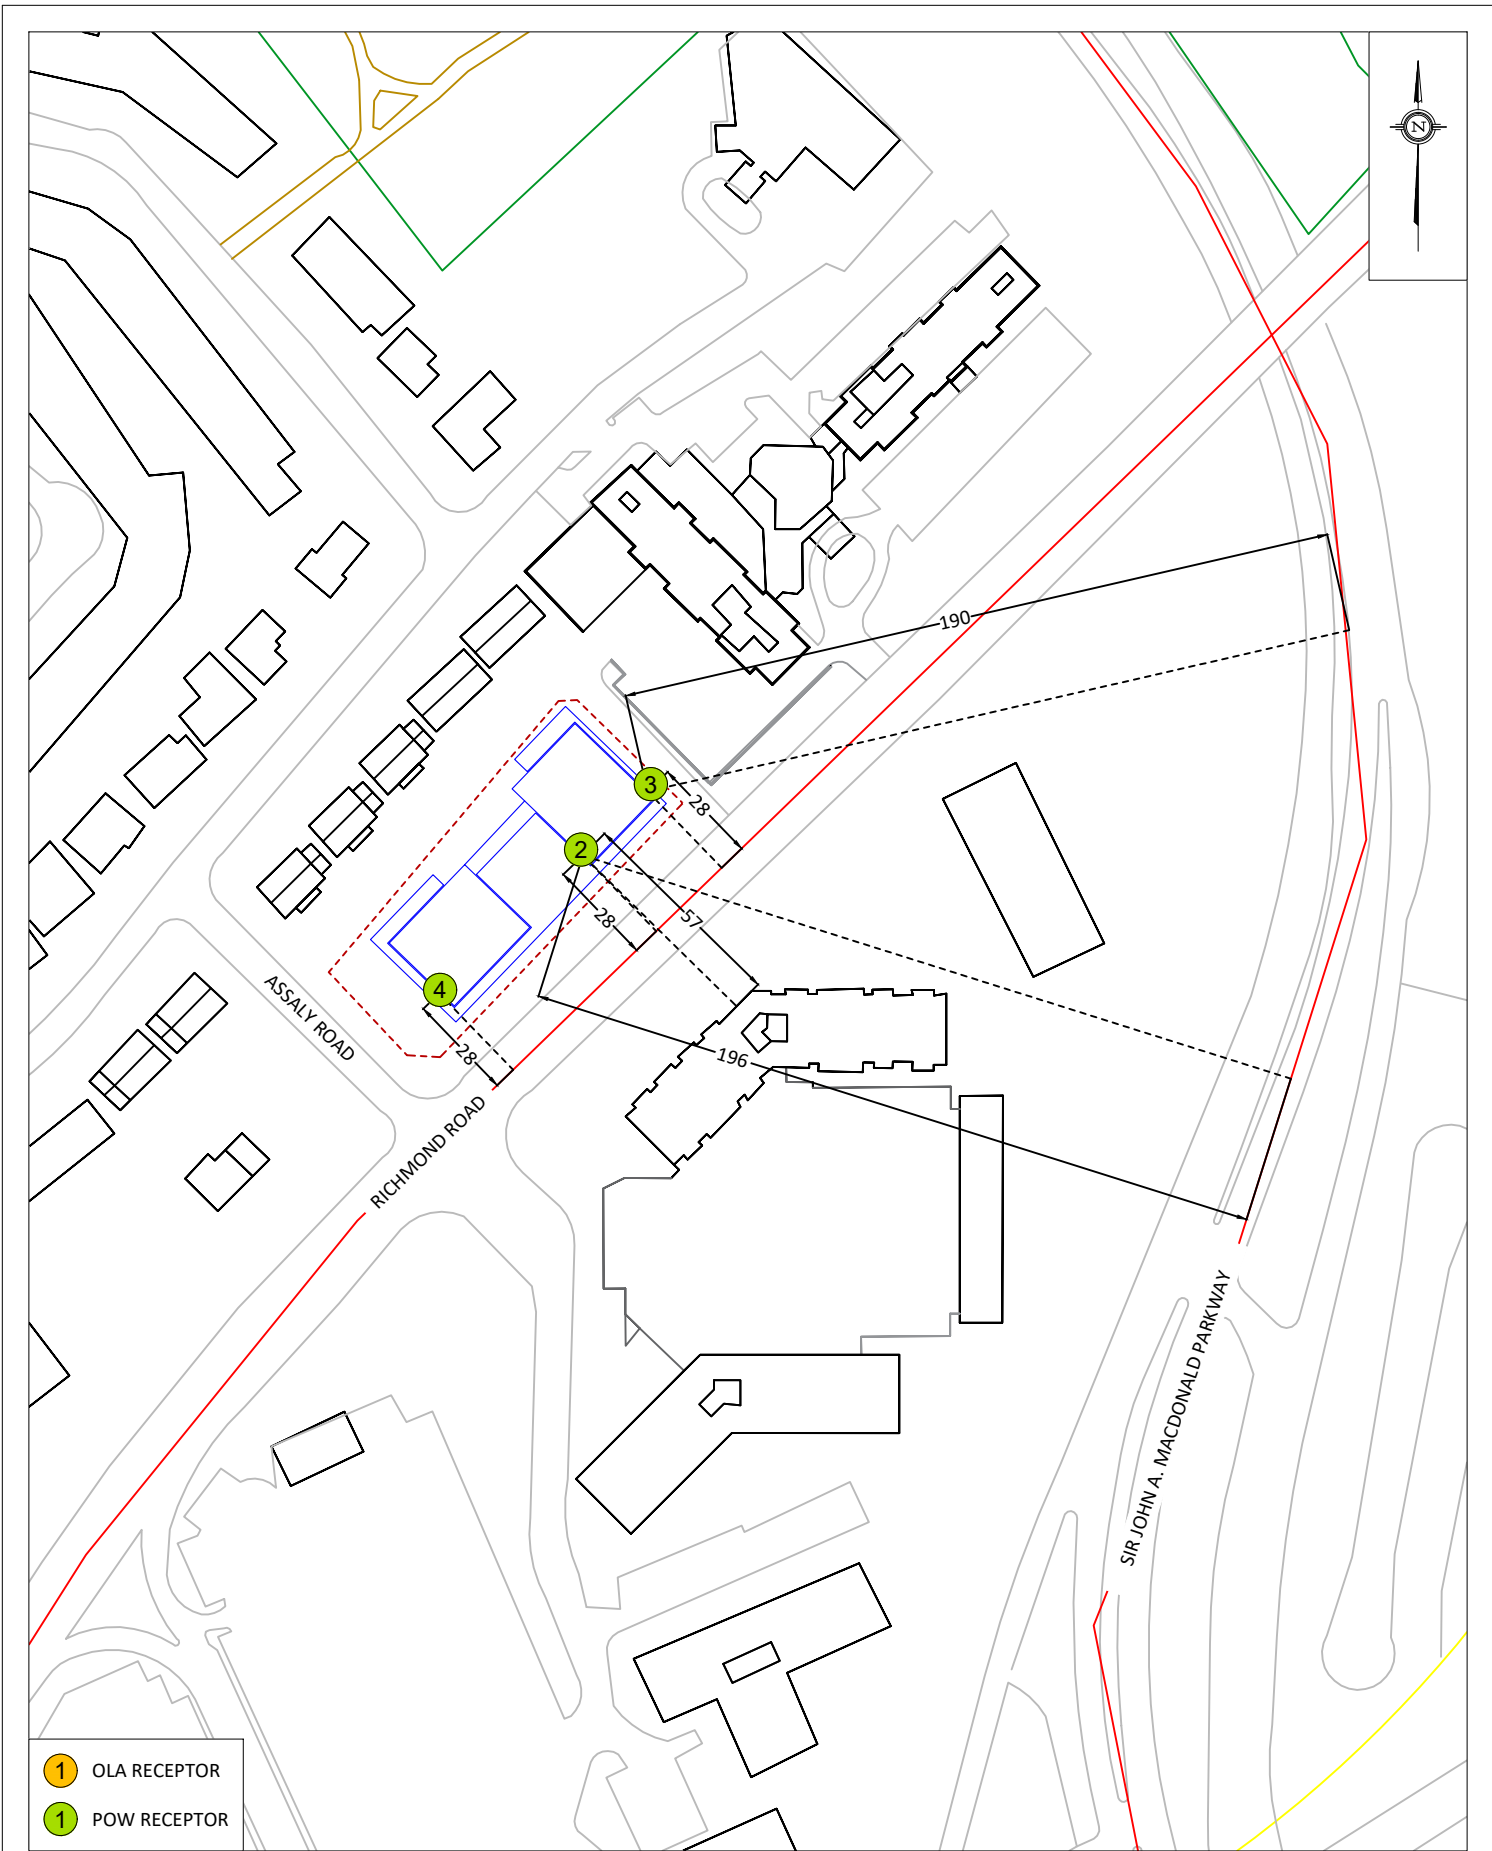 N
190
3
28
2
57
28
4
28
196
ASSALY ROAD
RICHMOND ROAD
SIR JOHN A. MACDONALD PARKWAY
1 OLA RECEPTOR
1 POW RECEPTOR